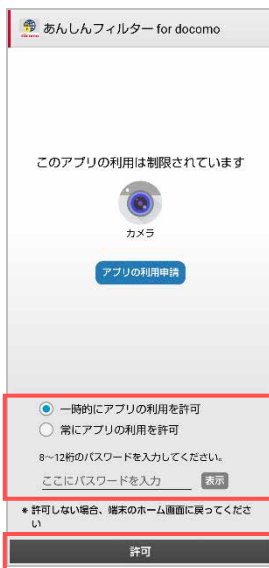 あんしんフィルター for docomo
このアプリの利用は制限されています
カメラ
アプリの利用申請
一時的にアプリの利用を許可
常にアプリの利用を許可
8～12桁のパスワードを入力してください。
ここにパスワードを入力 表示
* 許可しない場合、端末のホーム画面に戻ってくださ
い
許可